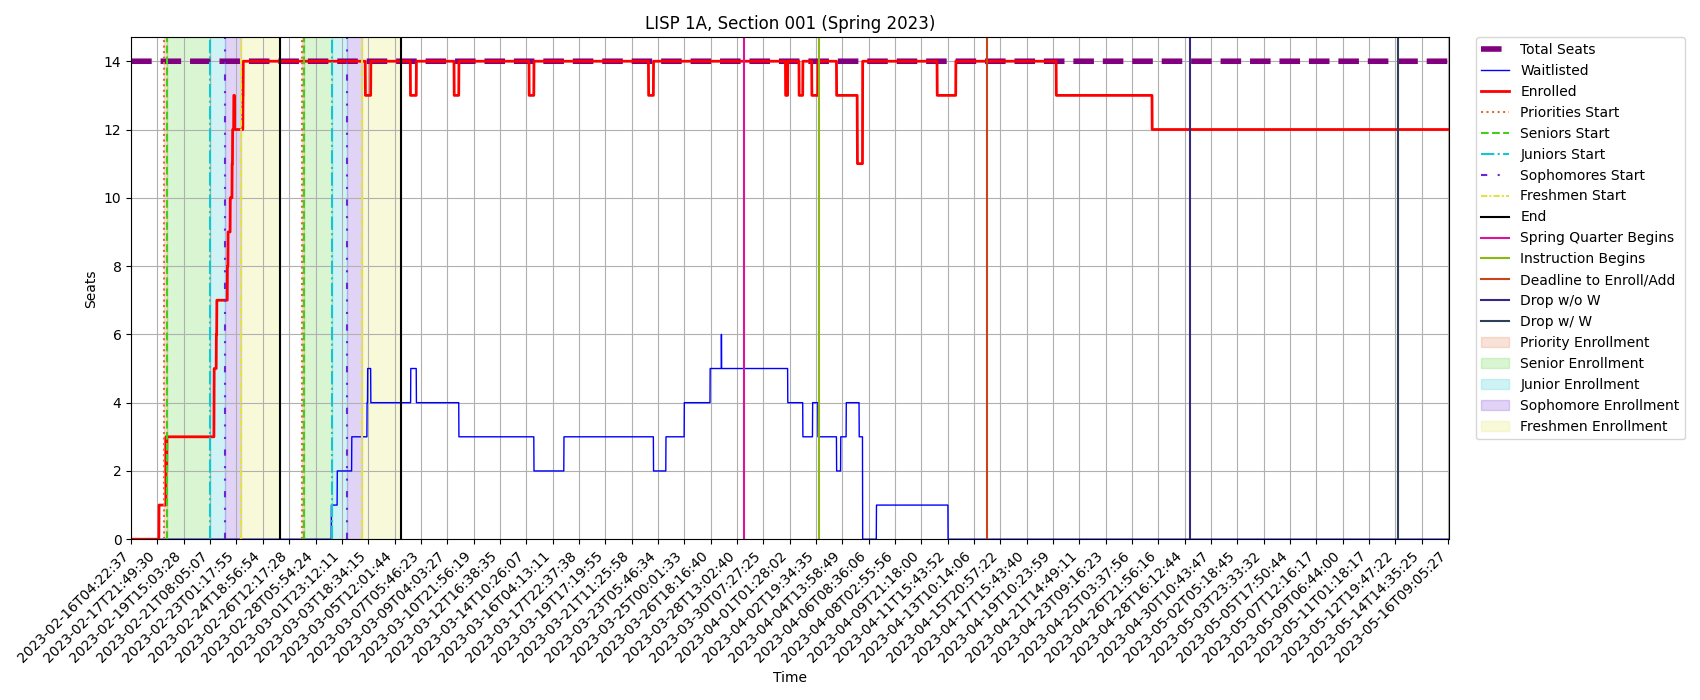 LISP 1A, Section 001 (Spring 2023)
Seats
14
12
10
8
6
4
2
0
2023-02-16T04:22:37
2023-02-17T21:49:30
2023-02-19T15:03:28
2023-02-21T08:05:07
2023-02-23T01:17:55
2023-02-24T18:56:54
2023-02-26T12:17:28
2023-02-28T05:54:24
2023-03-01T23:12:11
2023-03-03T18:34:15
2023-03-05T12:01:44
2023-03-07T05:46:23
2023-03-09T04:03:27
2023-03-10T21:56:19
2023-03-12T16:38:35
2023-03-14T10:26:07
2023-03-16T04:13:11
2023-03-17T22:37:38
2023-03-19T17:19:55
2023-03-21T11:25:58
2023-03-23T05:46:34
2023-03-25T00:01:33
2023-03-26T18:16:40
2023-03-28T13:02:40
2023-03-30T07:27:25
2023-04-01T01:28:02
2023-04-02T19:34:35
2023-04-04T13:58:49
2023-04-06T08:36:06
2023-04-08T02:55:56
2023-04-09T21:18:00
2023-04-11T15:43:52
2023-04-13T10:14:06
2023-04-15T20:57:22
2023-04-17T15:43:40
2023-04-19T10:23:59
2023-04-21T14:49:11
2023-04-23T09:16:23
2023-04-25T03:37:56
2023-04-26T21:56:16
2023-04-28T16:12:44
2023-04-30T10:43:47
2023-05-02T05:18:45
2023-05-03T23:33:32
2023-05-05T17:50:44
2023-05-07T12:16:17
2023-05-09T06:44:00
2023-05-11T01:18:17
2023-05-12T19:47:22
2023-05-14T14:35:25
2023-05-16T09:05:27
Time
Total Seats
Waitlisted
Enrolled
Priorities Start
Seniors Start
Juniors Start
Sophomores Start
Freshmen Start
End
Spring Quarter Begins
Instruction Begins
Deadline to Enroll/Add
Drop w/o W
Drop w/ W
Priority Enrollment
Senior Enrollment
Junior Enrollment
Sophomore Enrollment
Freshmen Enrollment